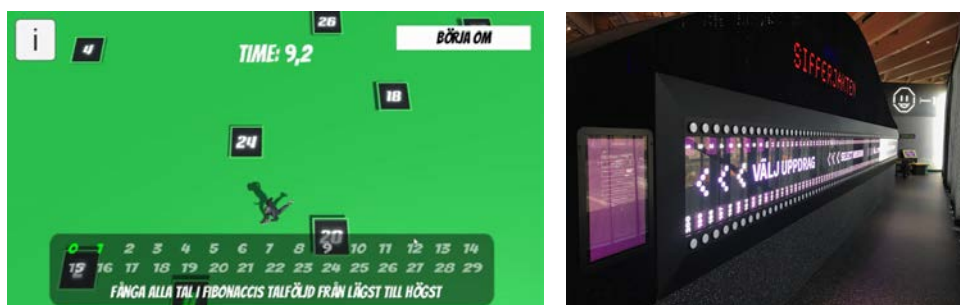 i
4
26
TIME: 9,2
BÖRJA OM
18
24
20
0 1 2 3 4 5 6 7 8 9 10 11 12 13 14
15 16 17 18 19 20 21 22 23 24 25 26 27 28 29
FÅNGA ALLA TAL I FIBONACCIS TALFÖLJD FRÅN LÄGST TILL HÖGST
SIFFERJAKTEN
<<< VÄLJ UPPDRAG <<< SELECT